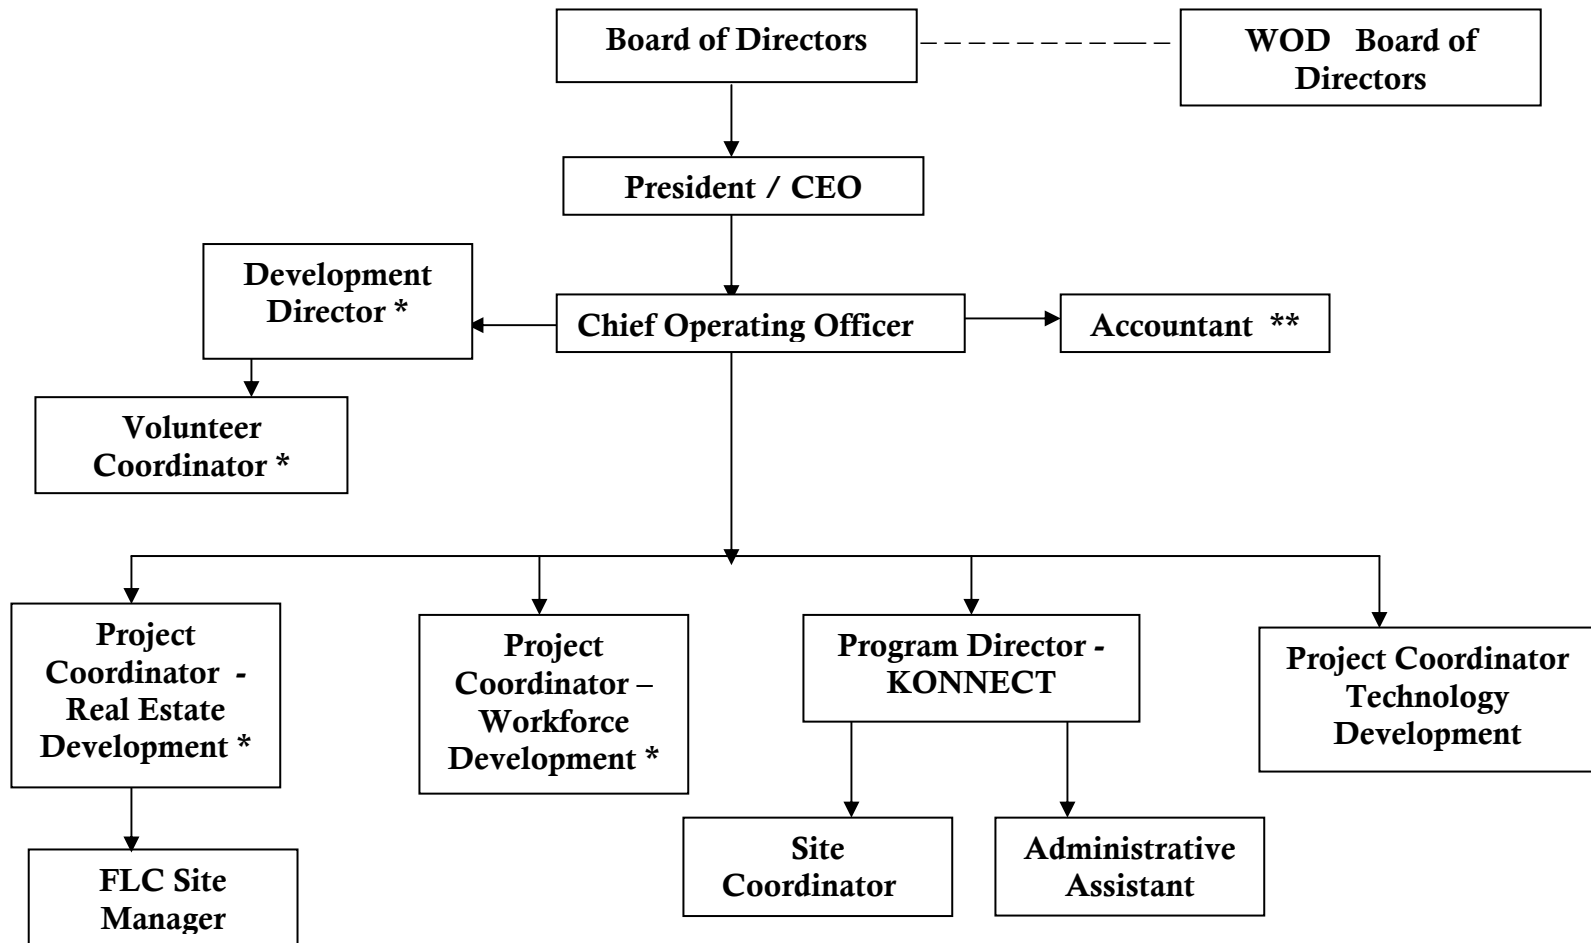 Board of Directors
WOD Board of
Directors
President / CEO
Development
Director *
Chief Operating Officer
Accountant **
Volunteer
Coordinator *
Project
Coordinator -
Real Estate
Development *
Project
Coordinator –
Workforce
Development *
Program Director -
KONNECT
Project Coordinator
Technology
Development
Site
Coordinator
Administrative
Assistant
FLC Site
Manager